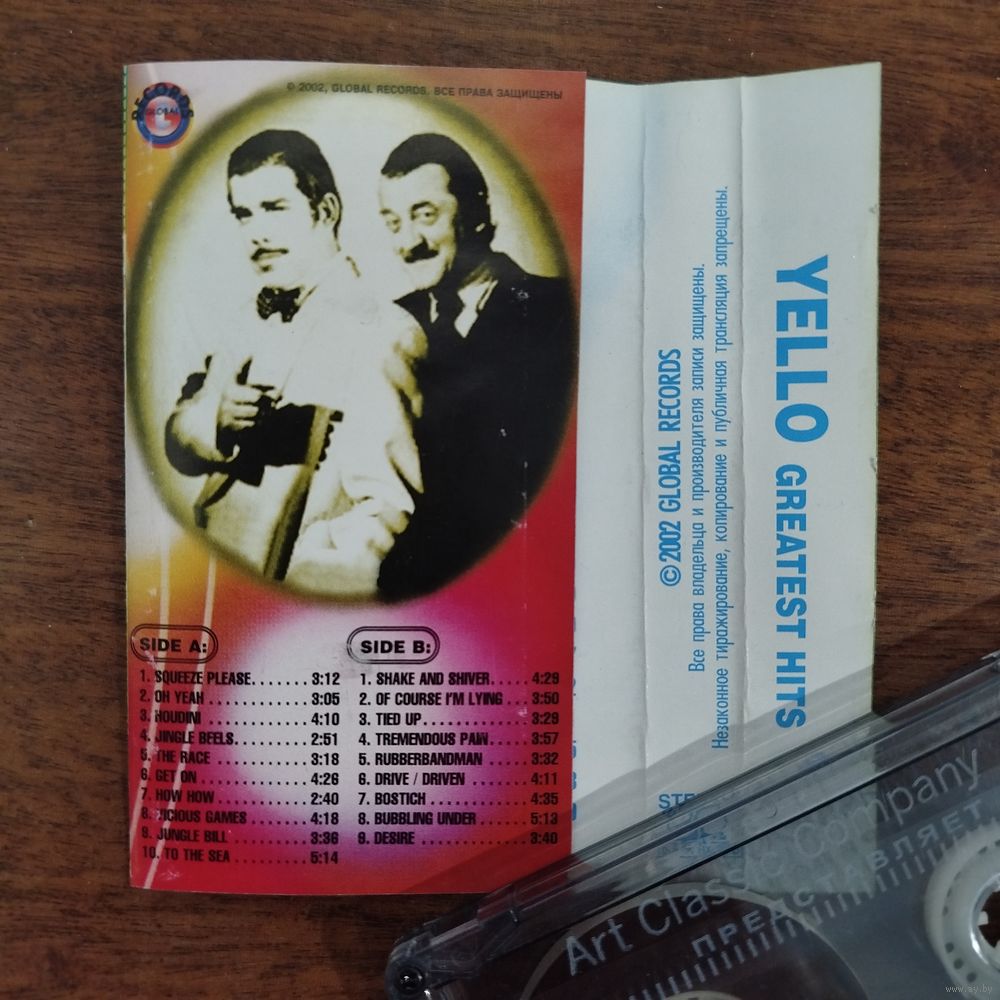 RECORDS
GLOBAL
© 2002, GLOBAL RECORDS. ВСЕ ПРАВА ЗАЩИЩЕНЫ
SIDE A:
1. SQUEEZE PLEASE....... 3:12
2. OH YEAH ............. 3:05
3. HOUDINI ............. 4:10
4. JINGLE BEELS......... 2:51
5. THE RACE ............ 3:18
6. GET ON .............. 4:26
7. HOW HOW ............. 2:40
8. VICIOUS GAMES ....... 4:18
9. JUNGLE BILL ......... 3:36
10. TO THE SEA ......... 5:14
SIDE B:
1. SHAKE AND SHIVER..... 4:29
2. OF COURSE I'M LYING ... 3:50
3. TIED UP ............. 3:29
4. TREMENDOUS PAIN...... 3:57
5. RUBBERBANDMAN ....... 3:32
6. DRIVE / DRIVEN ...... 4:11
7. BOSTICH ............. 4:35
8. BUBBLING UNDER ...... 5:13
9. DESIRE .............. 3:40
© 2002 GLOBAL RECORDS
Все права владельца и производителя записи защищены.
Незаконное тиражирование, копирование и публичная трансляция запрещены.
YELLO GREATEST HITS
Art Classic Company
ПРЕДСТАВЛЯЕТ
www.ay.by